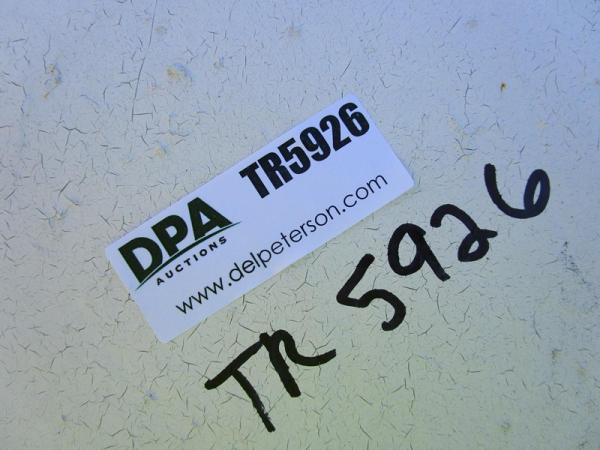 DPA
AUCTIONS
TR5926
www.delpeterson.com
TR 5926